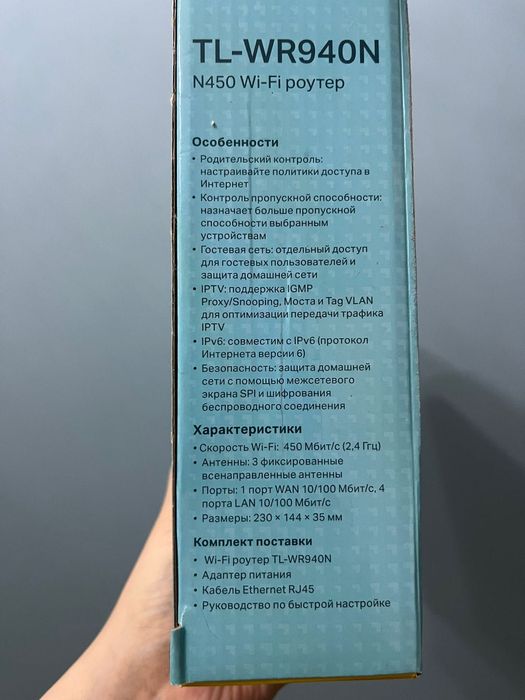 TL-WR940N
N450 Wi-Fi роутер
Особенности
• Родительский контроль:
настраивайте политики доступа в
Интернет
• Контроль пропускной способности:
назначает больше пропускной
способности выбранным
устройствам
• Гостевая сеть: отдельный доступ
для гостевых пользователей и
защита домашней сети
• IPTV: поддержка IGMP
Proxy/Snooping, Моста и Tag VLAN
для оптимизации передачи трафика
IPTV
• IPv6: совместим с IPv6 (протокол
Интернета версии 6)
• Безопасность: защита домашней
сети с помощью межсетевого
экрана SPI и шифрования
беспроводного соединения
Характеристики
• Скорость Wi-Fi: 450 Мбит/с (2,4 Ггц)
• Антенны: 3 фиксированные
всенаправленные антенны
• Порты: 1 порт WAN 10/100 Мбит/с, 4
порта LAN 10/100 Мбит/с
• Размеры: 230 × 144 × 35 мм
Комплект поставки
• Wi-Fi роутер TL-WR940N
• Адаптер питания
• Кабель Ethernet RJ45
• Руководство по быстрой настройке